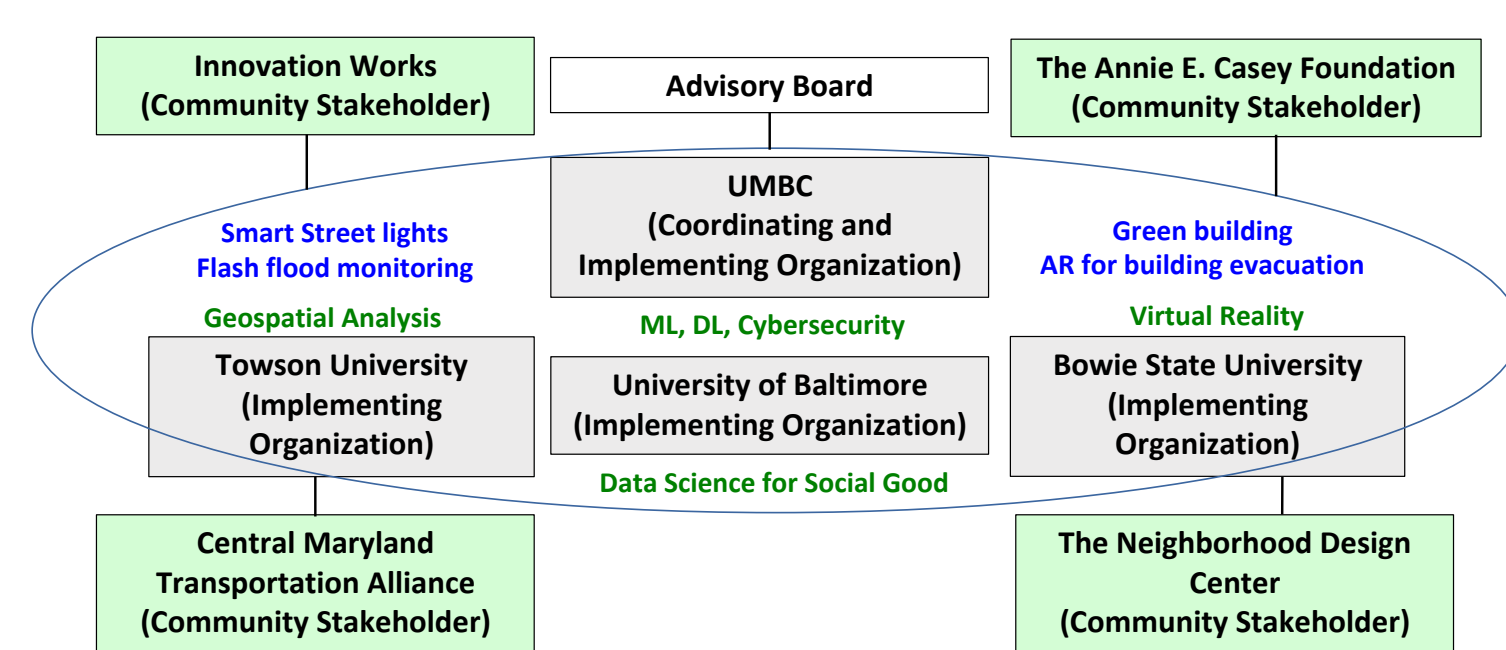 Innovation Works
(Community Stakeholder)
Advisory Board
The Annie E. Casey Foundation
(Community Stakeholder)
UMBC
(Coordinating and
Implementing Organization)
Smart Street lights
Flash flood monitoring
Green building
AR for building evacuation
Geospatial Analysis
ML, DL, Cybersecurity
Virtual Reality
Towson University
(Implementing
Organization)
University of Baltimore
(Implementing Organization)
Bowie State University
(Implementing
Organization)
Data Science for Social Good
Central Maryland
Transportation Alliance
(Community Stakeholder)
The Neighborhood Design
Center
(Community Stakeholder)